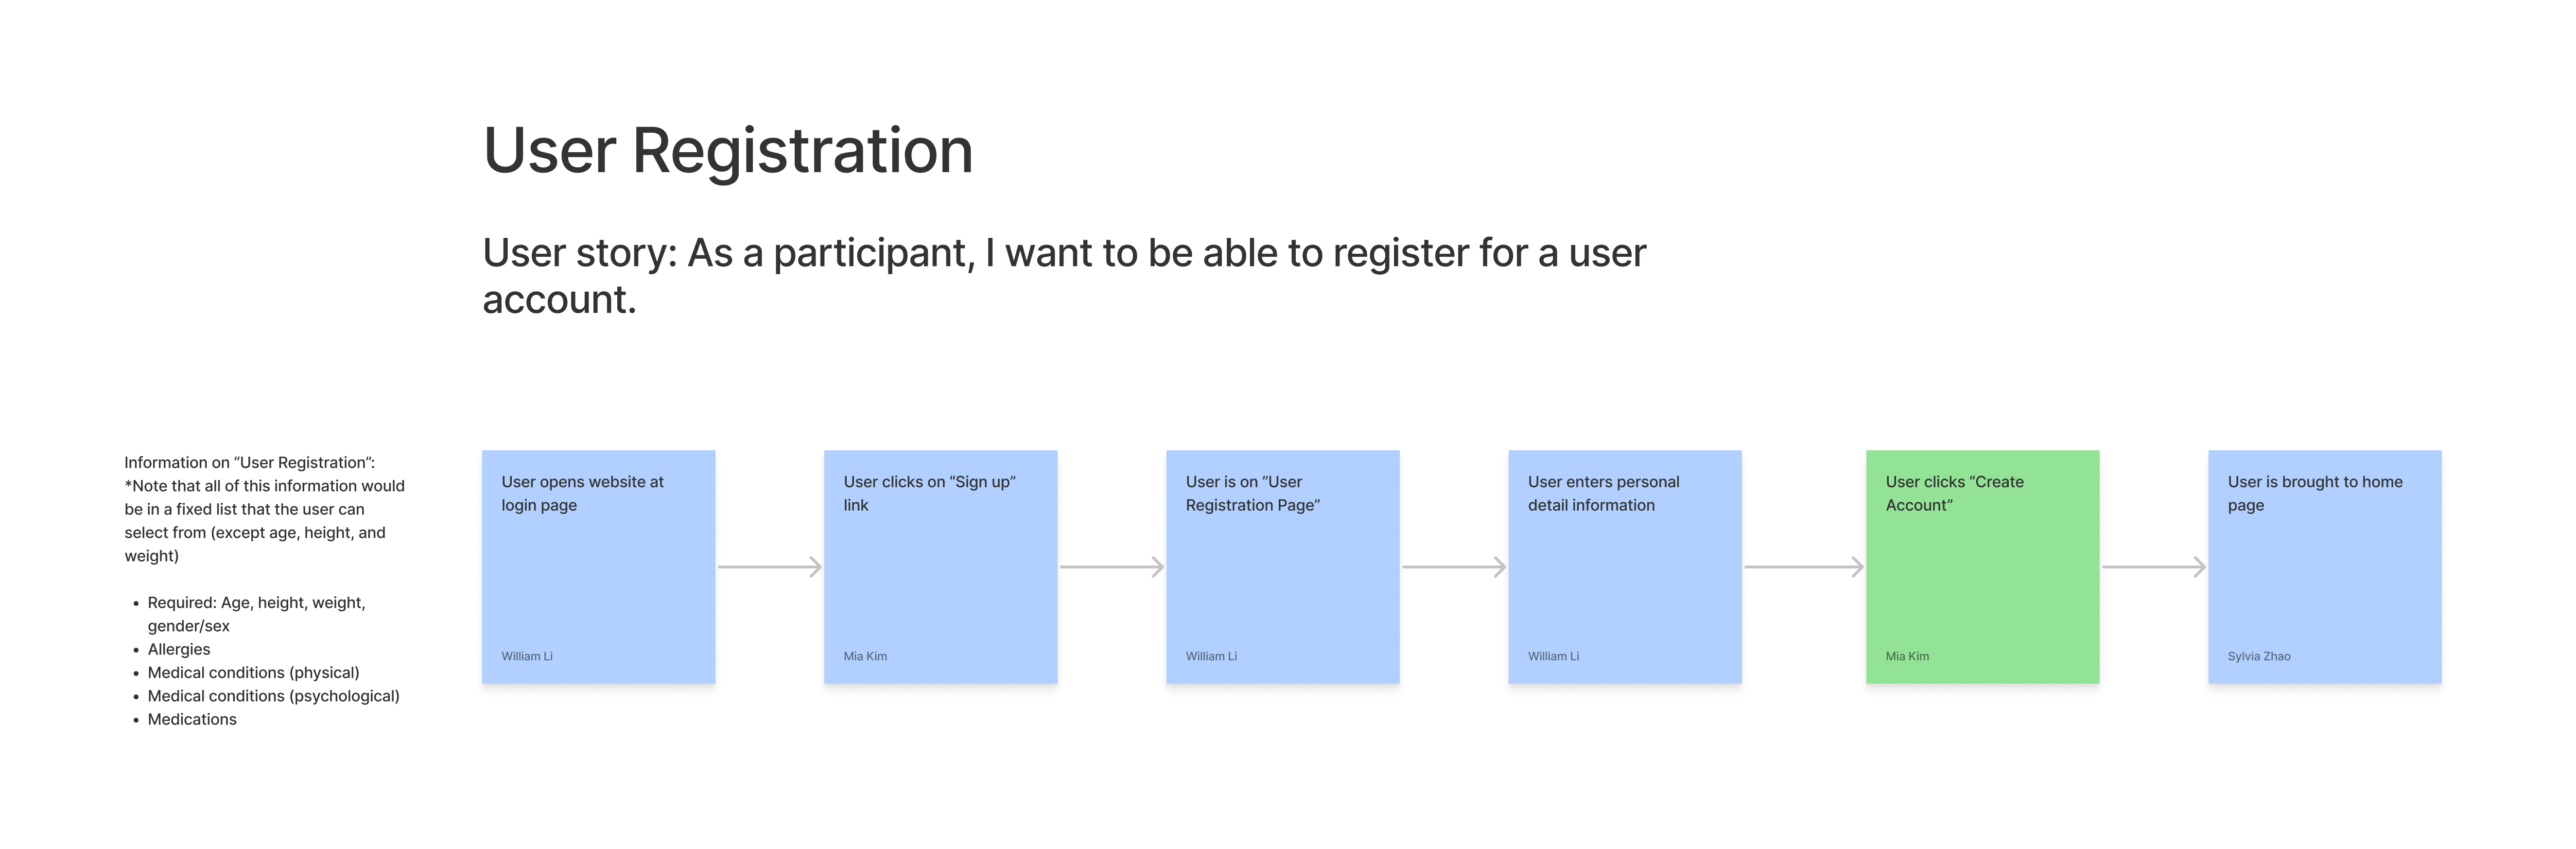 User Registration
User story: As a participant, I want to be able to register for a user
account.
Information on “User Registration”:
*Note that all of this information would
be in a fixed list that the user can
select from (except age, height, and
weight)
• Required: Age, height, weight,
gender/sex
• Allergies
• Medical conditions (physical)
• Medical conditions (psychological)
• Medications
User opens website at
login page
William Li
User clicks on “Sign up”
link
Mia Kim
User is on “User
Registration Page”
William Li
User enters personal
detail information
William Li
User clicks “Create
Account”
Mia Kim
User is brought to home
page
Sylvia Zhao